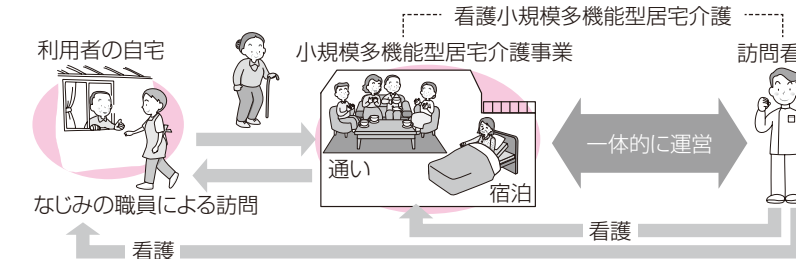 看護小規模多機能型居宅介護
利用者の自宅
小規模多機能型居宅介護事業
訪問看
一体的に運営
通い
宿泊
なじみの職員による訪問
看護
看護